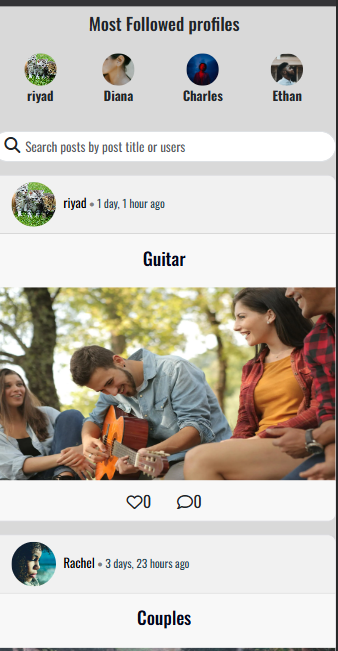 Most Followed profiles
riyad Diana Charles Ethan
Search posts by post title or users
riyad • 1 day, 1 hour ago
Guitar
0 0
Rachel • 3 days, 23 hours ago
Couples